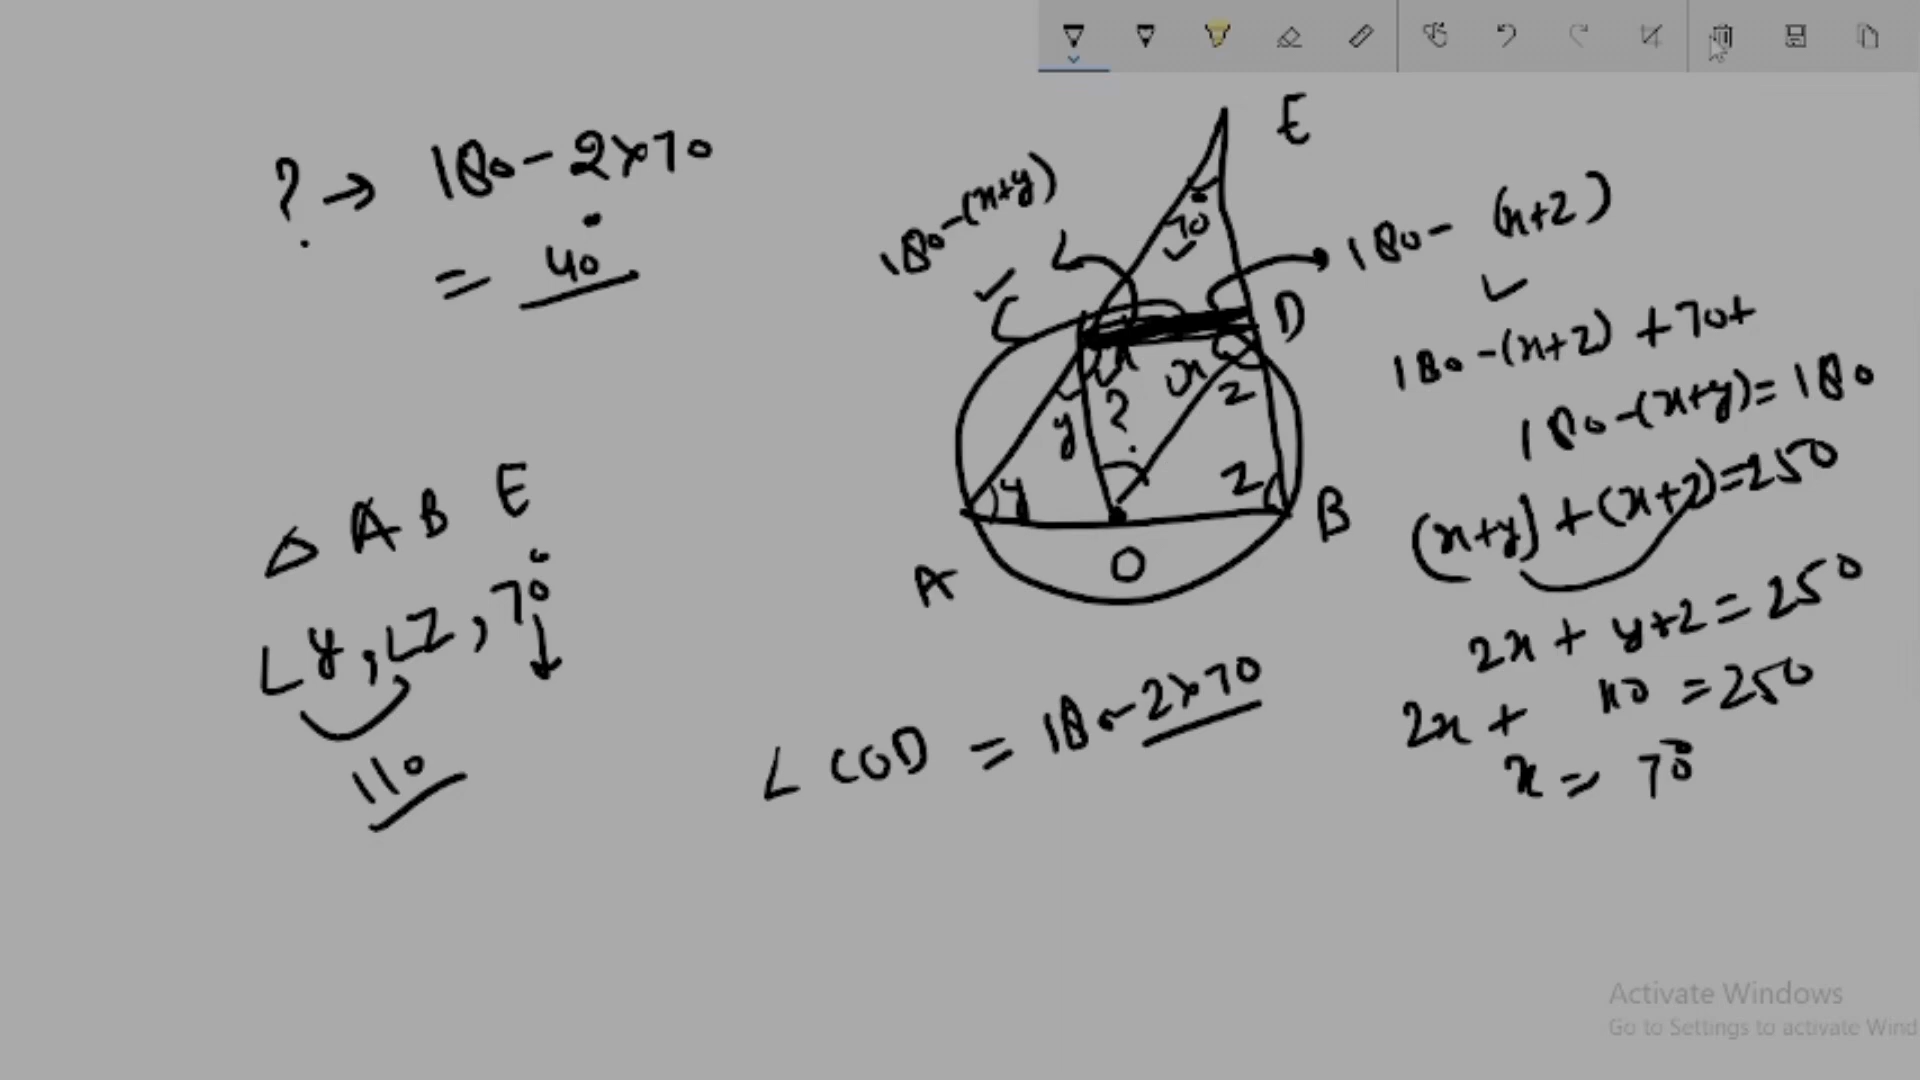 ? → 180 - 2×70
= 40°
△ A B E
∠y, ∠z, 70°
110
E
70°
180-(x+y)
180-(x+z)
D
x
x
y
?
z
y
z
A
O
B
∠COD = 180-2×70
180-(x+z)+70+
180-(x+y)=180
(x+y)+(x+z)=250
2x+y+z=250
2x+110=250
x=70°
Activate Windows
Go to Settings to activate Wind